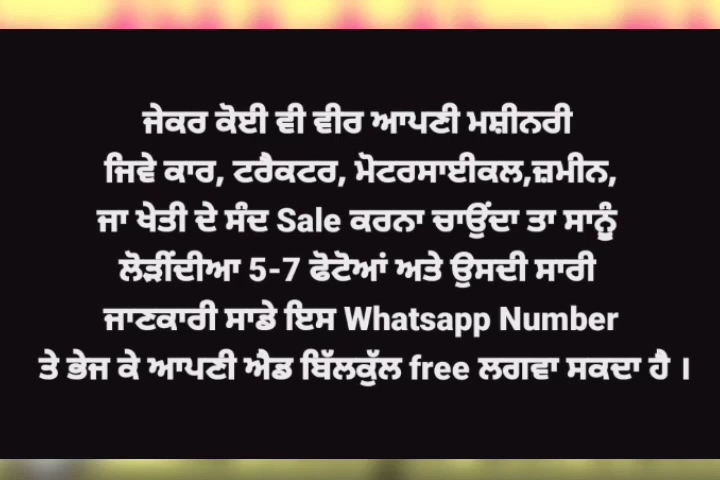 ਜੇਕਰ ਕੋਈ ਵੀ ਵੀਰ ਆਪਣੀ ਮਸ਼ੀਨਰੀ
ਜਿਵੇ ਕਾਰ, ਟਰੈਕਟਰ, ਮੋਟਰਸਾਈਕਲ,ਜ਼ਮੀਨ,
ਜਾ ਖੇਤੀ ਦੇ ਸੰਦ Sale ਕਰਨਾ ਚਾਉਂਦਾ ਤਾ ਸਾਨੂੰ
ਲੋੜੀਂਦੀਆ 5-7 ਫੋਟੋਆਂ ਅਤੇ ਉਸਦੀ ਸਾਰੀ
ਜਾਣਕਾਰੀ ਸਾਡੇ ਇਸ Whatsapp Number
ਤੇ ਭੇਜ ਕੇ ਆਪਣੀ ਐਡ ਬਿੱਲਕੁੱਲ free ਲਗਵਾ ਸਕਦਾ ਹੈ ।